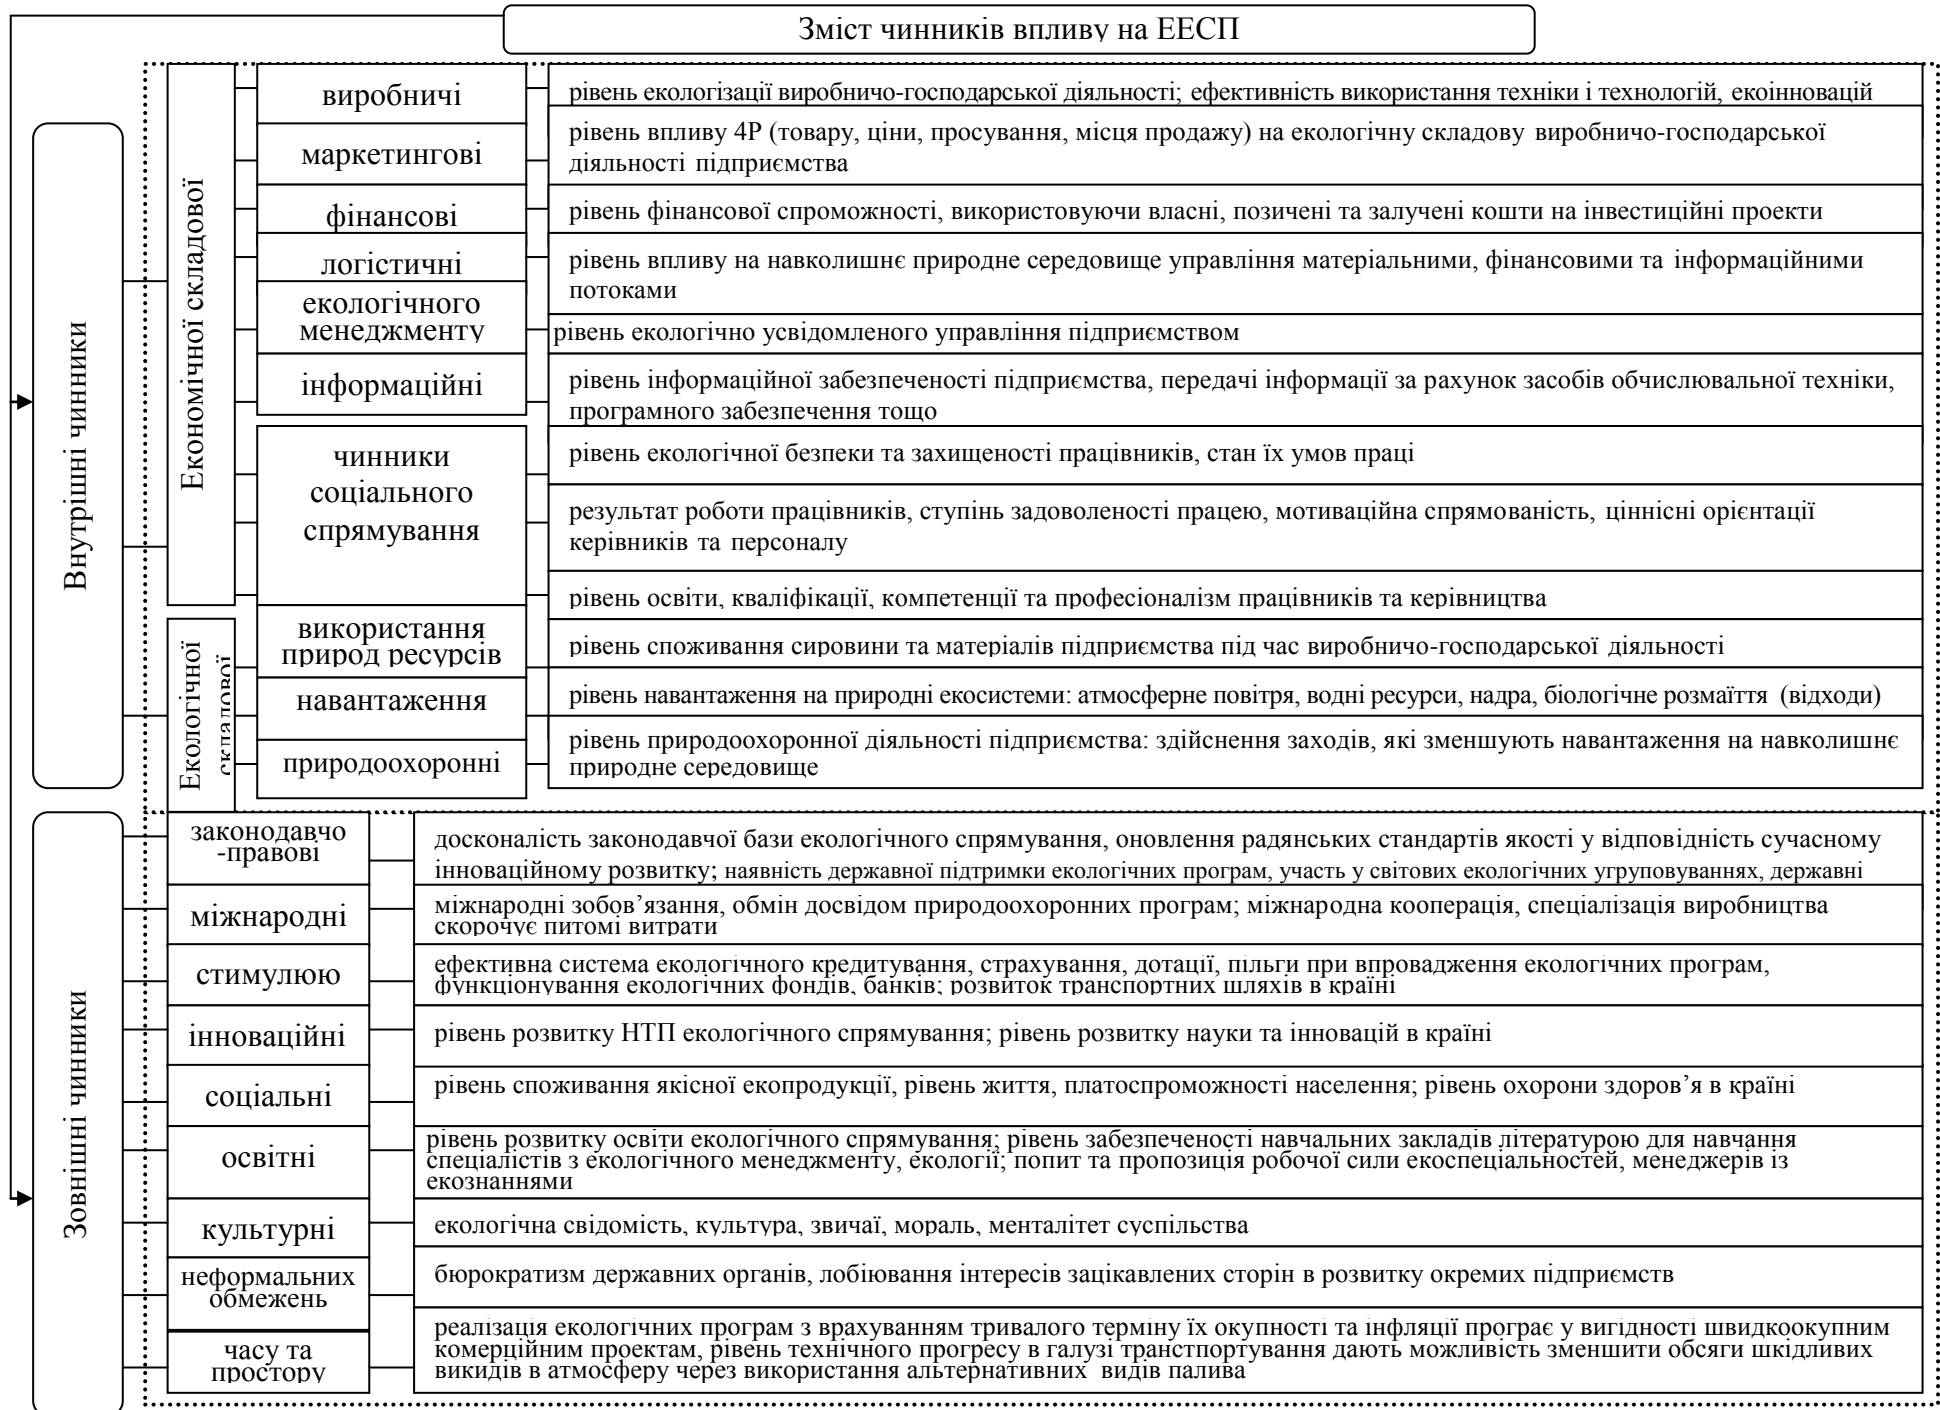 Зміст чинників впливу на ЕЕСП
Внутрішні чинники
Економічної складової
виробничі
рівень екологізації виробничо-господарської діяльності; ефективність використання техніки і технологій, екоінновацій
маркетингові
рівень впливу 4Р (товару, ціни, просування, місця продажу) на екологічну складову виробничо-господарської
діяльності підприємства
фінансові
рівень фінансової спроможності, використовуючи власні, позичені та залучені кошти на інвестиційні проекти
логістичні
рівень впливу на навколишнє природне середовище управління матеріальними, фінансовими та інформаційними
потоками
екологічного
менеджменту
рівень екологічно усвідомленого управління підприємством
інформаційні
рівень інформаційної забезпеченості підприємства, передачі інформації за рахунок засобів обчислювальної техніки,
програмного забезпечення тощо
чинники
соціального
спрямування
рівень екологічної безпеки та захищеності працівників, стан їх умов праці
результат роботи працівників, ступінь задоволеності працею, мотиваційна спрямованість, ціннісні орієнтації
керівників та персоналу
рівень освіти, кваліфікації, компетенції та професіоналізм працівників та керівництва
Екологічної
складової
використання
природ ресурсів
рівень споживання сировини та матеріалів підприємства під час виробничо-господарської діяльності
навантаження
рівень навантаження на природні екосистеми: атмосферне повітря, водні ресурси, надра, біологічне розмаїття (відходи)
природоохоронні
рівень природоохоронної діяльності підприємства: здійснення заходів, які зменшують навантаження на навколишнє
природне середовище
Зовнішні чинники
законодавчо
-правові
досконалість законодавчої бази екологічного спрямування, оновлення радянських стандартів якості у відповідність сучасному
інноваційному розвитку; наявність державної підтримки екологічних програм, участь у світових екологічних угруповуваннях, державні
міжнародні
міжнародні зобов’язання, обмін досвідом природоохоронних програм; міжнародна кооперація, спеціалізація виробництва
скорочує питомі витрати
стимулюю
ефективна система екологічного кредитування, страхування, дотації, пільги при впровадження екологічних програм,
функціонування екологічних фондів, банків; розвиток транспортних шляхів в країні
інноваційні
рівень розвитку НТП екологічного спрямування; рівень розвитку науки та інновацій в країні
соціальні
рівень споживання якісної екопродукції, рівень життя, платоспроможності населення; рівень охорони здоров’я в країні
освітні
рівень розвитку освіти екологічного спрямування; рівень забезпеченості навчальних закладів літературою для навчання
спеціалістів з екологічного менеджменту, екології; попит та пропозиція робочої сили екоспеціальностей, менеджерів із
екознаннями
культурні
екологічна свідомість, культура, звичаї, мораль, менталітет суспільства
неформальних
обмежень
бюрократизм державних органів, лобіювання інтересів зацікавлених сторін в розвитку окремих підприємств
часу та
простору
реалізація екологічних програм з врахуванням тривалого терміну їх окупності та інфляції програє у вигідності швидкоокупним
комерційним проектам, рівень технічного прогресу в галузі транстпортування дають можливість зменшити обсяги шкідливих
викидів в атмосферу через використання альтернативних видів палива